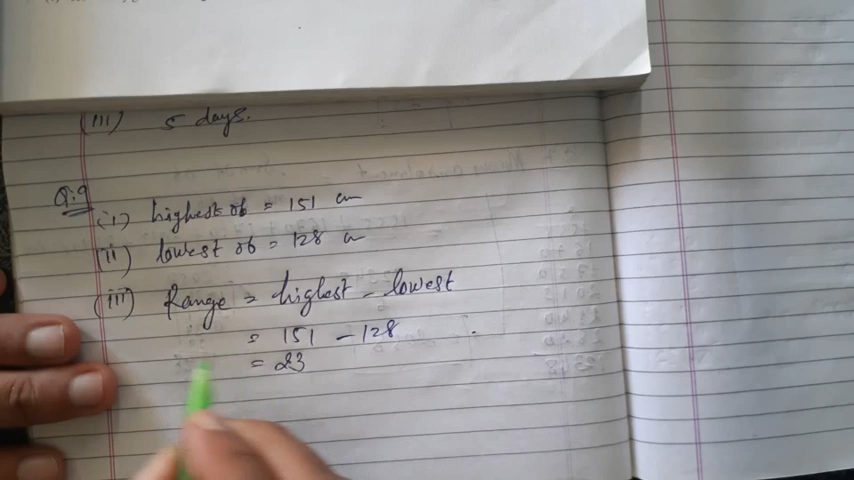 (iii) 5 days.
Q:9
(i) highest ob = 151 cm
(ii) lowest ob = 128 cm
(iii) Range = highest - lowest
= 151 - 128
= 23